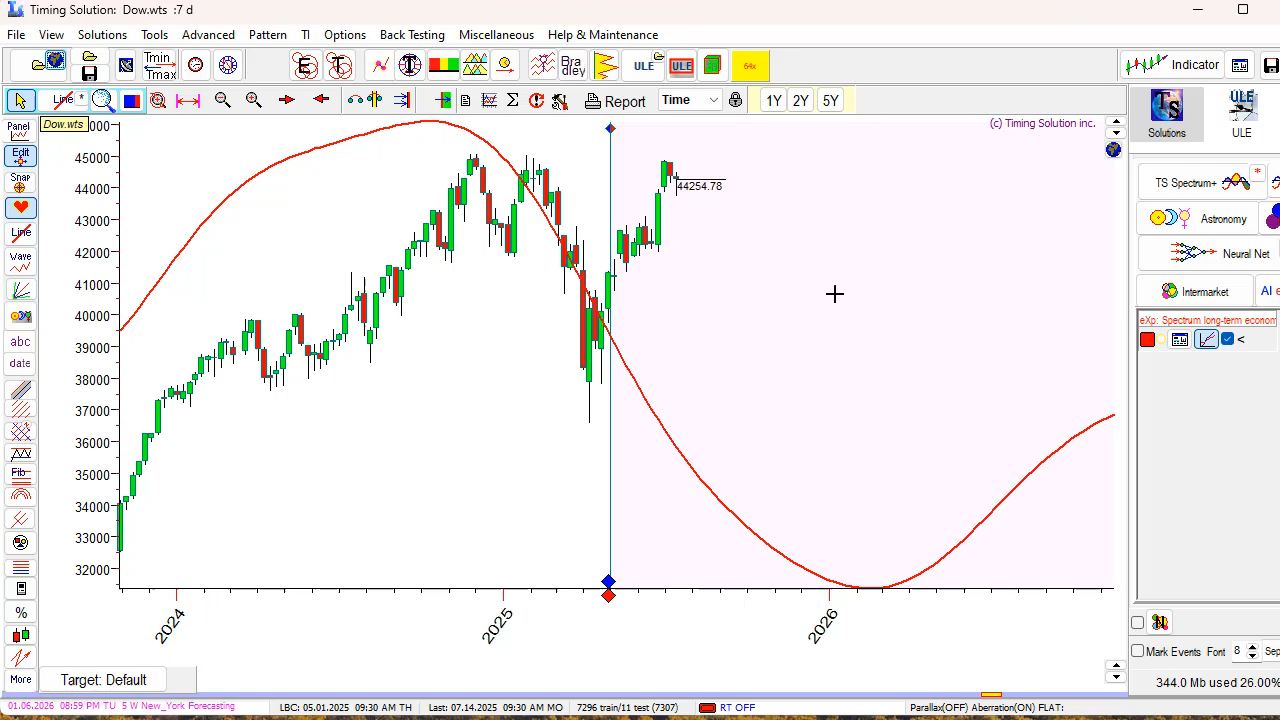 Timing Solution: Dow.wts :7 d
File View Solutions Tools Advanced Pattern TI Options Back Testing Miscellaneous Help & Maintenance
Tmin Tmax E T T Bra dley ULE ULE 64x Indicator
Line * Σ Report Time 1Y 2Y 5Y
Panel
Dow.wts
(c) Timing Solution inc.
Solutions
ULE
Edit
Snap
Line
Wave
abc
date
Fib
%
More
45000
44000
43000
42000
41000
40000
39000
38000
37000
36000
35000
34000
33000
32000
44254.78
2024
2025
2026
TS Spectrum+ *
Astronomy
Neural Net
Intermarket AI e
eXp: Spectrum long-term econom
<
Mark Events Font 8 Sep
344.0 Mb used 26.00%
Target: Default
01.06.2026 08:59 PM TU 5 W New_York Forecasting
LBC: 05.01.2025 09:30 AM TH
Last: 07.14.2025 09:30 AM MO
7296 train/11 test (7307)
RT OFF
Parallax(OFF) Aberration(ON) FLAT: